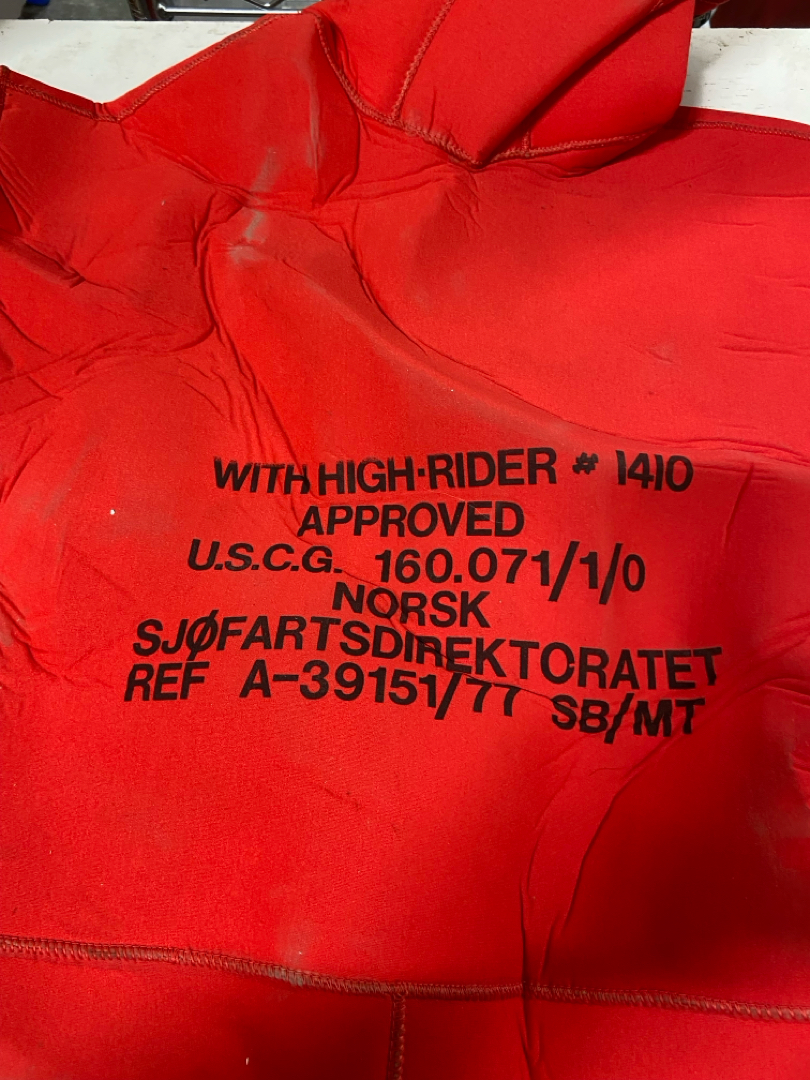 WITH HIGH-RIDER # 1410
APPROVED
U.S.C.G. 160.071/1/0
NORSK
SJØFARTSDIREKTORATET
REF A-39151/77 SB/MT